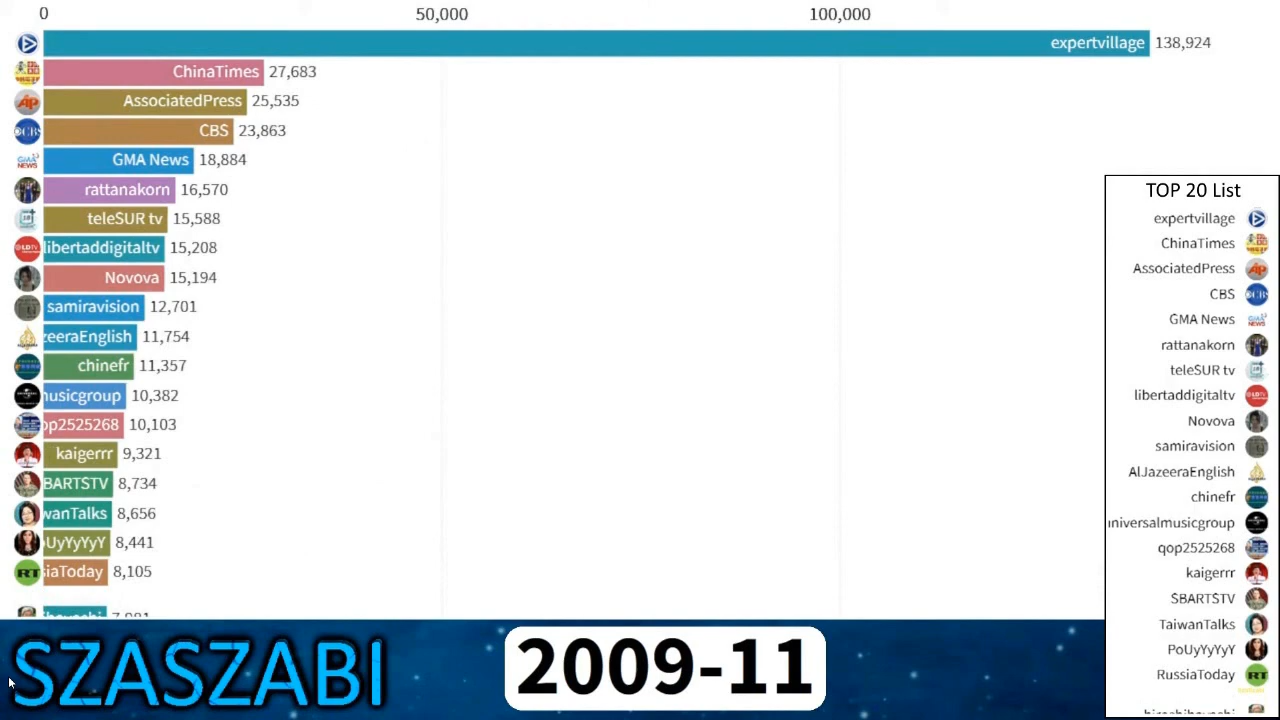 0 50,000 100,000
expertvillage 138,924
ChinaTimes 27,683
AssociatedPress 25,535
CBS 23,863
GMA News 18,884
rattanakorn 16,570
teleSUR tv 15,588
libertaddigitaltv 15,208
Novova 15,194
samiravision 12,701
zeeraEnglish 11,754
chinefr 11,357
usicgroup 10,382
op2525268 10,103
kaigerrr 9,321
BARTSTV 8,734
wanTalks 8,656
UyYyYyY 8,441
siaToday 8,105
TOP 20 List
expertvillage
ChinaTimes
AssociatedPress
CBS
GMA News
rattanakorn
teleSUR tv
libertaddigitaltv
Novova
samiravision
AlJazeeraEnglish
chinefr
niversalmusicgroup
qop2525268
kaigerrr
SBARTSTV
TaiwanTalks
PoUyYyYyY
RussiaToday
SZASZABI
2009-11